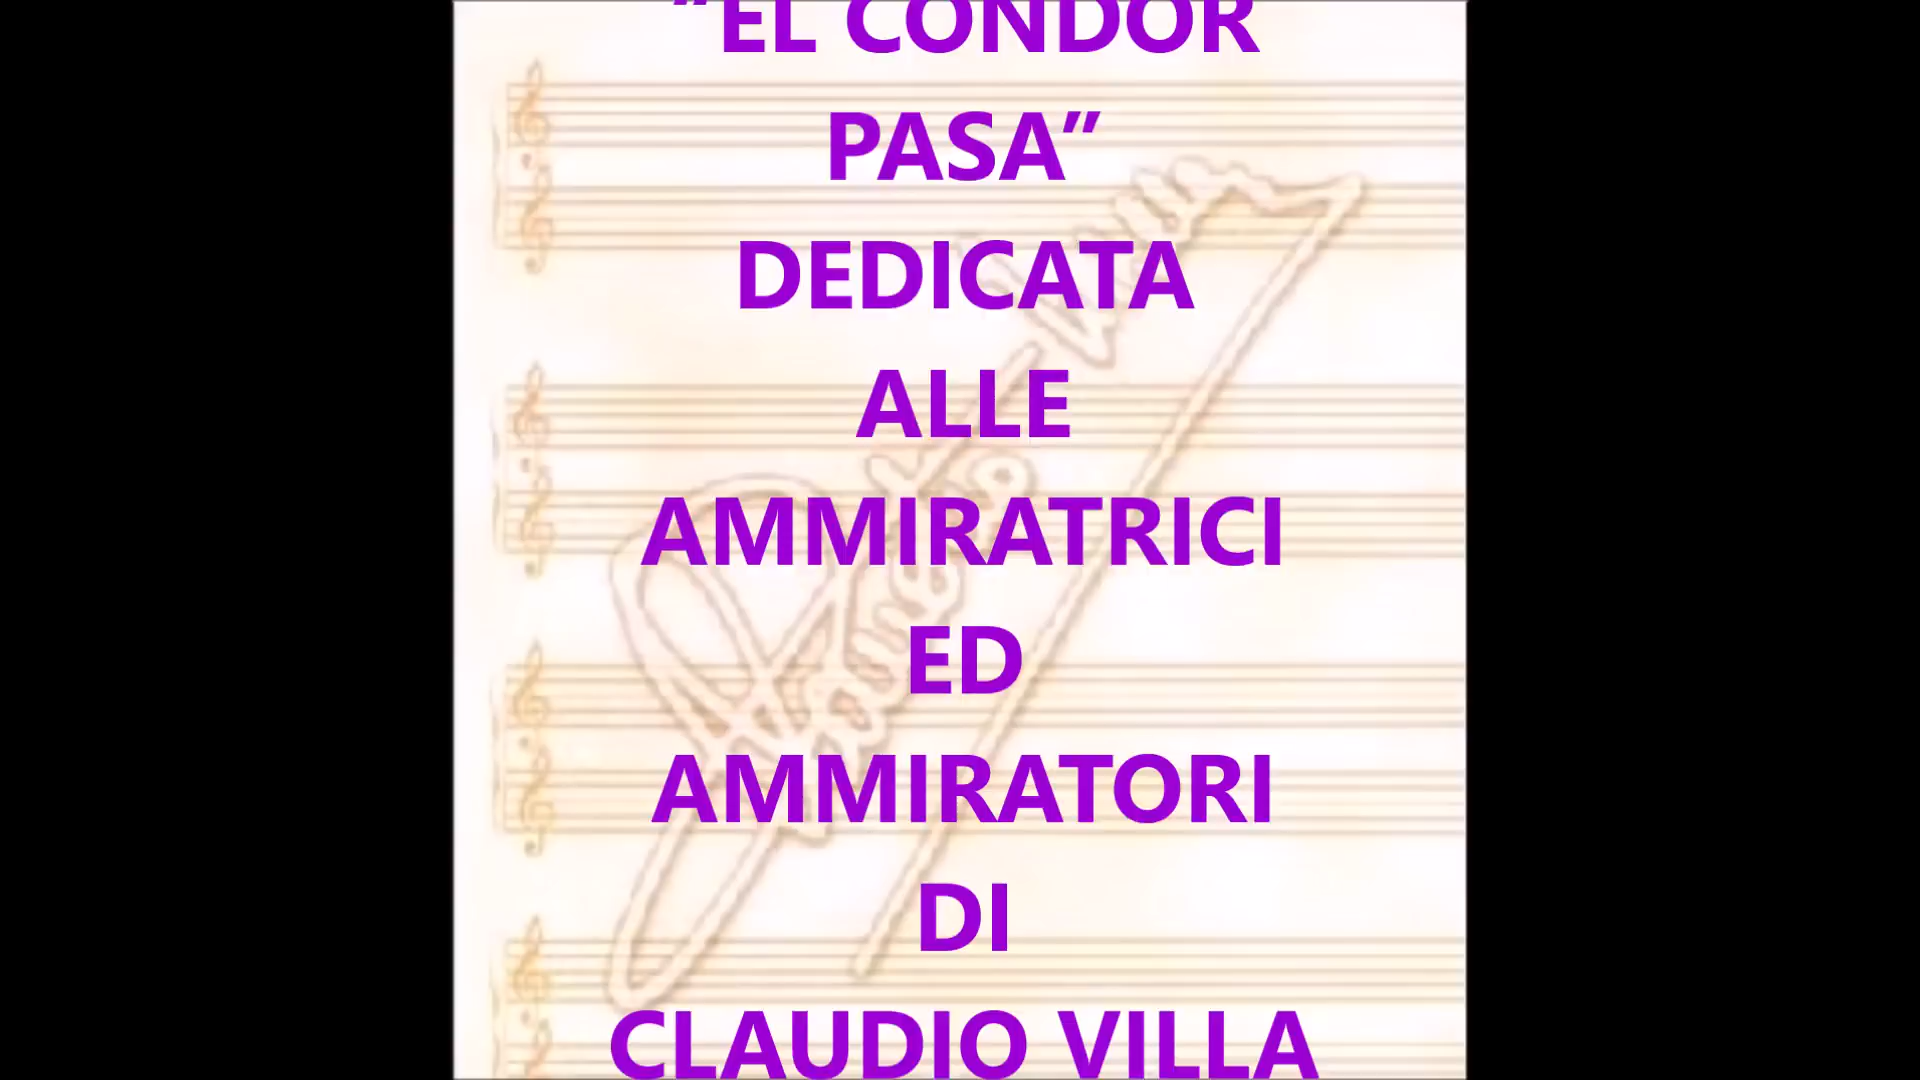 "EL CONDOR
PASA"
DEDICATA
ALLE
AMMIRATRICI
ED
AMMIRATORI
DI
CLAUDIO VILLA